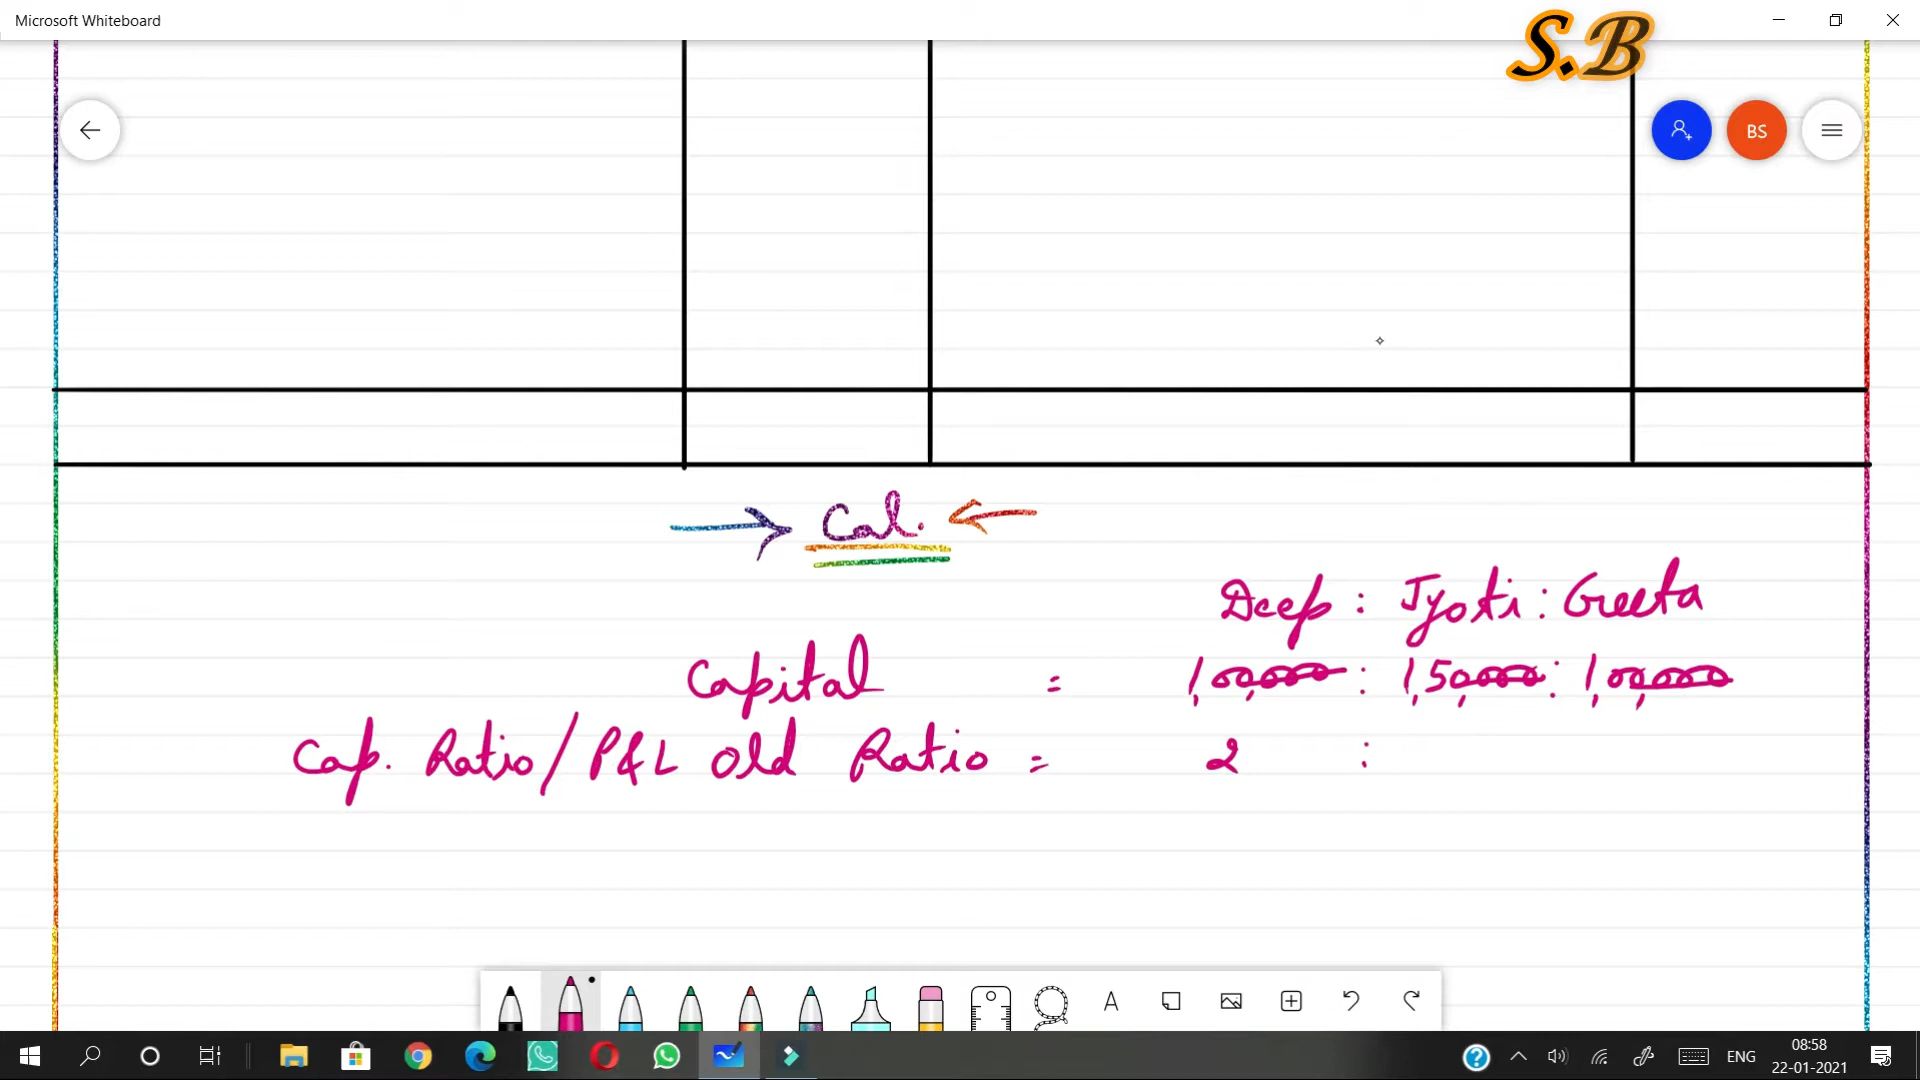 Microsoft Whiteboard
S.B
BS
Cal.
Deep : Jyoti : Geeta
Capital = 1,00,000 : 1,50,000 : 1,00,000
Cap. Ratio/P&L Old Ratio = 2 :
A
ENG
08:58
22-01-2021